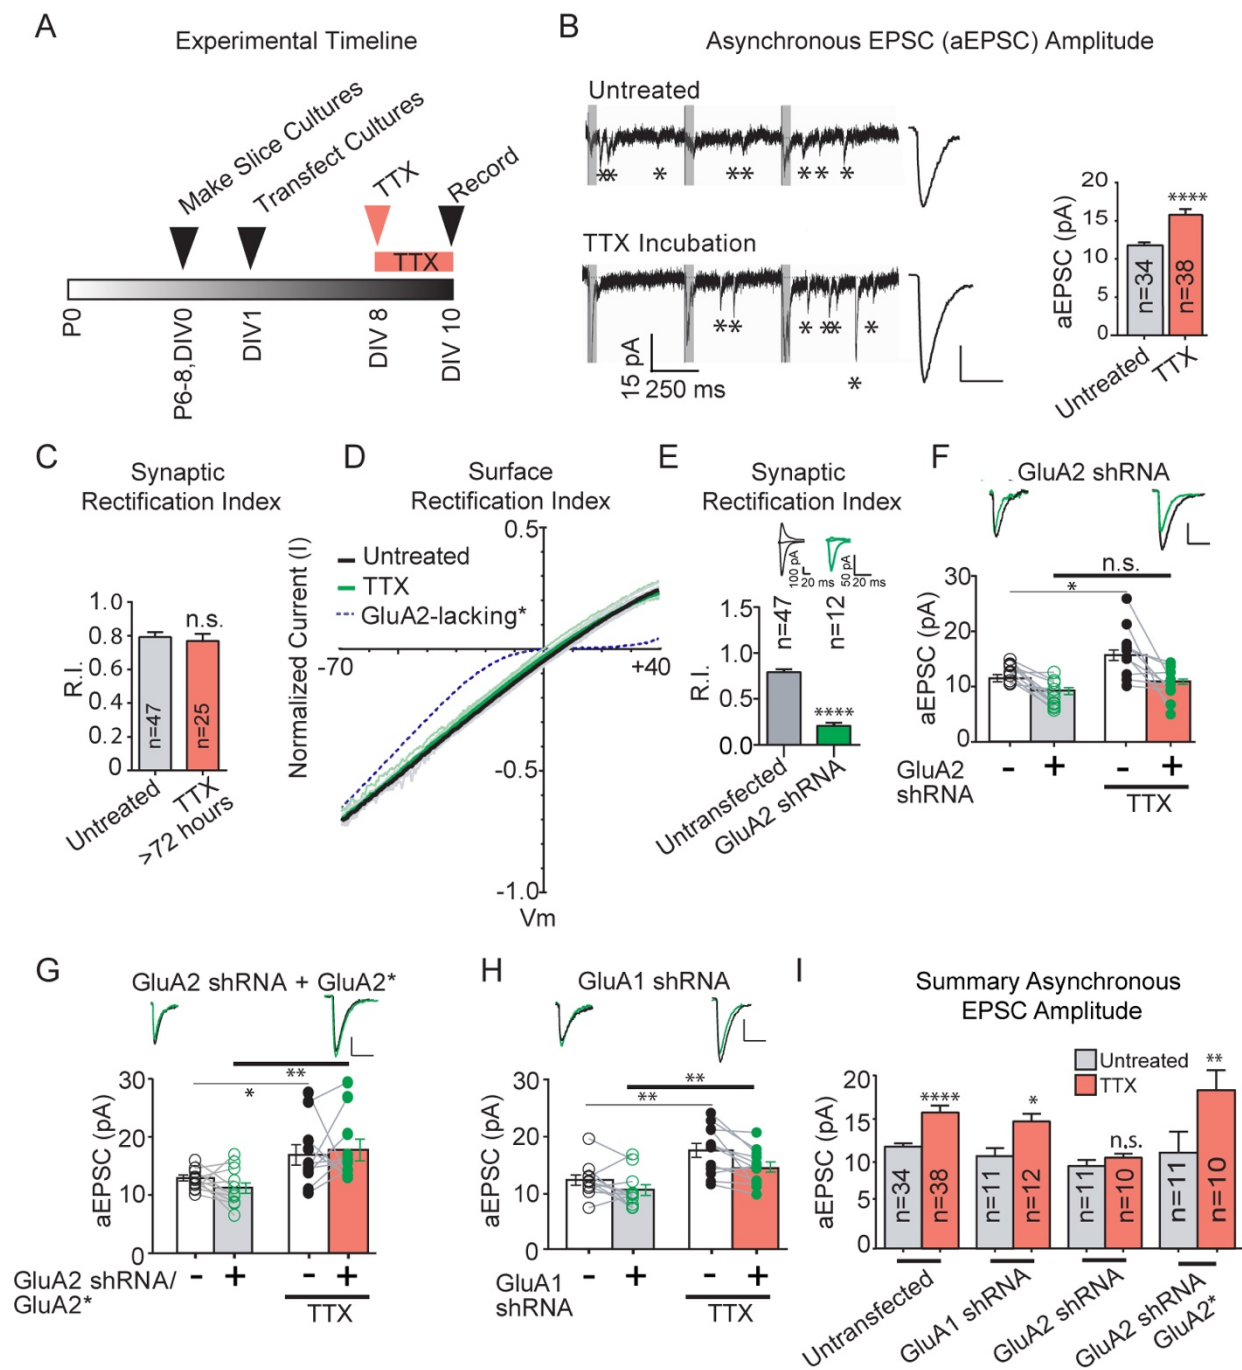 A
Experimental Timeline
Make Slice Cultures
Transfect Cultures
TTX
Record
TTX
P0
P6-8,DIV0
DIV1
DIV 8
DIV 10
B
Asynchronous EPSC (aEPSC) Amplitude
Untreated
** * ** * * *
TTX Incubation
** * ** * *
15 pA
250 ms
aEPSC (pA)
20
15
10
5
0
****
n=34
n=38
Untreated
TTX
C
Synaptic
Rectification Index
R.I.
1.0
0.8
0.6
0.4
0.2
0
n.s.
n=47
n=25
Untreated
TTX
>72 hours
D
Surface
Rectification Index
Normalized Current (I)
0.5
Untreated
TTX
GluA2-lacking*
-70
+40
-0.5
-1.0
Vm
E
Synaptic
Rectification Index
100 pA
20 ms
50 pA
20 ms
R.I.
1.5
1.0
0.5
0.0
n=47
n=12
****
Untransfected
GluA2 shRNA
F
GluA2 shRNA
n.s.
*
aEPSC (pA)
30
20
10
0
GluA2
shRNA
- + - +
TTX
G
GluA2 shRNA + GluA2*
**
*
aEPSC (pA)
30
20
10
0
GluA2 shRNA/
GluA2*
- + - +
TTX
H
GluA1 shRNA
**
**
aEPSC (pA)
30
20
10
0
GluA1
shRNA
- + - +
TTX
I
Summary Asynchronous
EPSC Amplitude
Untreated
TTX
aEPSC (pA)
20
15
10
5
0
****
*
n.s.
**
n=34
n=38
n=11
n=12
n=11
n=10
n=11
n=10
Untransfected
GluA1 shRNA
GluA2 shRNA
GluA2 shRNA
GluA2*